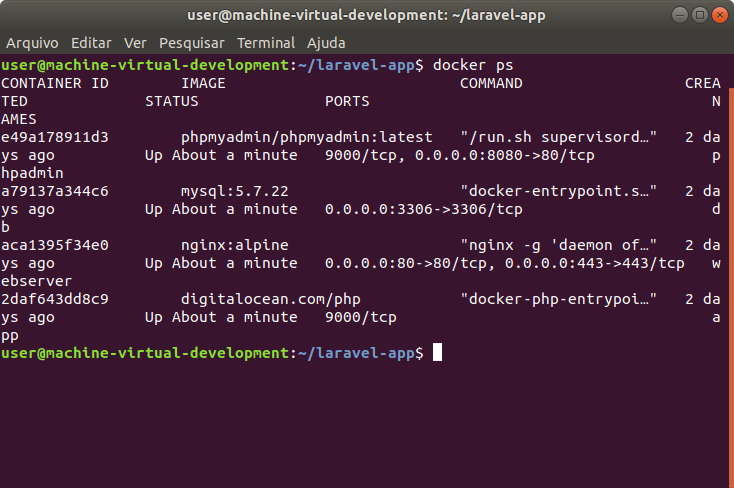 user@machine-virtual-development: ~/laravel-app
Arquivo Editar Ver Pesquisar Terminal Ajuda
user@machine-virtual-development:~/laravel-app$ docker ps
CONTAINER ID        IMAGE                          COMMAND                  CREA
TED             STATUS              PORTS                                      N
AMES
e49a178911d3        phpmyadmin/phpmyadmin:latest   "/run.sh supervisord…"   2 da
ys ago          Up About a minute   9000/tcp, 0.0.0.0:8080->80/tcp             p
hpadmin
a79137a344c6        mysql:5.7.22                   "docker-entrypoint.s…"   2 da
ys ago          Up About a minute   0.0.0.0:3306->3306/tcp                     d
b
aca1395f34e0        nginx:alpine                   "nginx -g 'daemon of…"   2 da
ys ago          Up About a minute   0.0.0.0:80->80/tcp, 0.0.0.0:443->443/tcp   w
ebserver
2daf643dd8c9        digitalocean.com/php           "docker-php-entrypoi…"   2 da
ys ago          Up About a minute   9000/tcp                                   a
pp
user@machine-virtual-development:~/laravel-app$